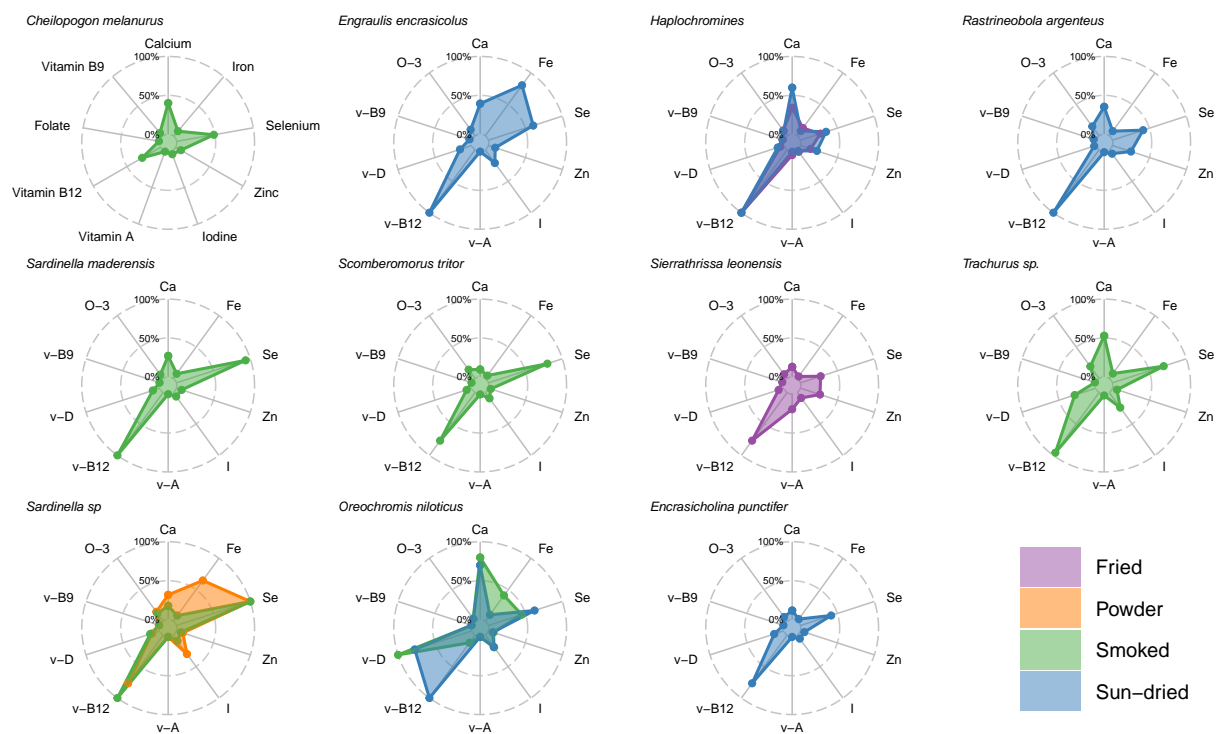 Cheilopogon melanurus
Calcium
100%
50%
0%
Vitamin B9
Iron
Folate
Selenium
Vitamin B12
Zinc
Vitamin A
Iodine
Engraulis encrasicolus
Ca
100%
50%
0%
O−3
Fe
v−B9
Se
v−D
Zn
v−B12
I
v−A
Haplochromines
Ca
100%
50%
0%
O−3
Fe
v−B9
Se
v−D
Zn
v−B12
I
v−A
Rastrineobola argenteus
Ca
100%
50%
0%
O−3
Fe
v−B9
Se
v−D
Zn
v−B12
I
v−A
Sardinella maderensis
Ca
100%
50%
0%
O−3
Fe
v−B9
Se
v−D
Zn
v−B12
I
v−A
Scomberomorus tritor
Ca
100%
50%
0%
O−3
Fe
v−B9
Se
v−D
Zn
v−B12
I
v−A
Sierrathrissa leonensis
Ca
100%
50%
0%
O−3
Fe
v−B9
Se
v−D
Zn
v−B12
I
v−A
Trachurus sp.
Ca
100%
50%
0%
O−3
Fe
v−B9
Se
v−D
Zn
v−B12
I
v−A
Sardinella sp
Ca
100%
50%
0%
O−3
Fe
v−B9
Se
v−D
Zn
v−B12
I
v−A
Oreochromis niloticus
Ca
100%
50%
0%
O−3
Fe
v−B9
Se
v−D
Zn
v−B12
I
v−A
Encrasicholina punctifer
Ca
100%
50%
0%
O−3
Fe
v−B9
Se
v−D
Zn
v−B12
I
v−A
Fried
Powder
Smoked
Sun−dried